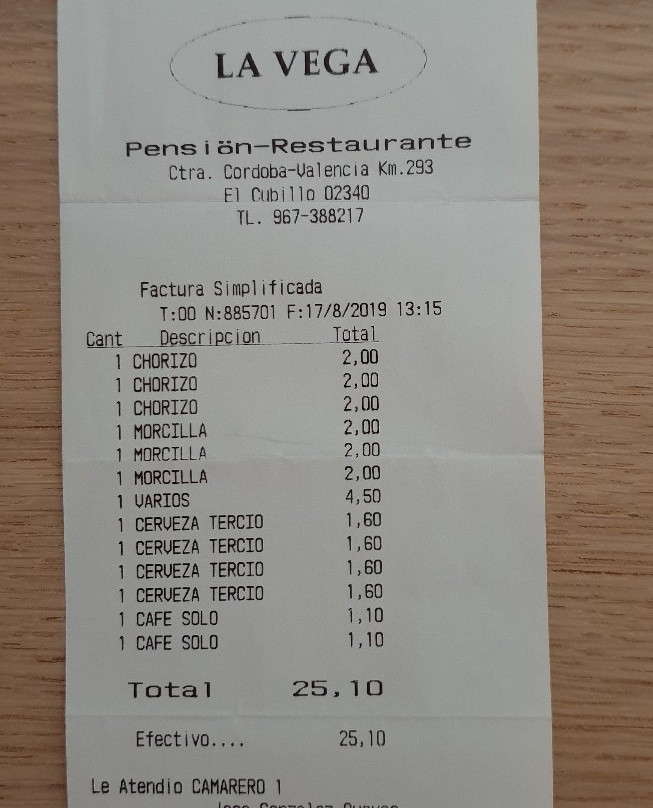 LA VEGA
Pensiön-Restaurante
Ctra. Cordoba-Valencia Km.293
El Cubillo 02340
TL. 967-388217
Factura Simplificada
T:00 N:885701 F:17/8/2019 13:15
Cant Descripcion Total
1 CHORIZO 2,00
1 CHORIZO 2,00
1 CHORIZO 2,00
1 MORCILLA 2,00
1 MORCILLA 2,00
1 MORCILLA 2,00
1 VARIOS 4,50
1 CERVEZA TERCIO 1,60
1 CERVEZA TERCIO 1,60
1 CERVEZA TERCIO 1,60
1 CERVEZA TERCIO 1,60
1 CAFE SOLO 1,10
1 CAFE SOLO 1,10
Total 25,10
Efectivo.... 25,10
Le Atendio CAMARERO 1